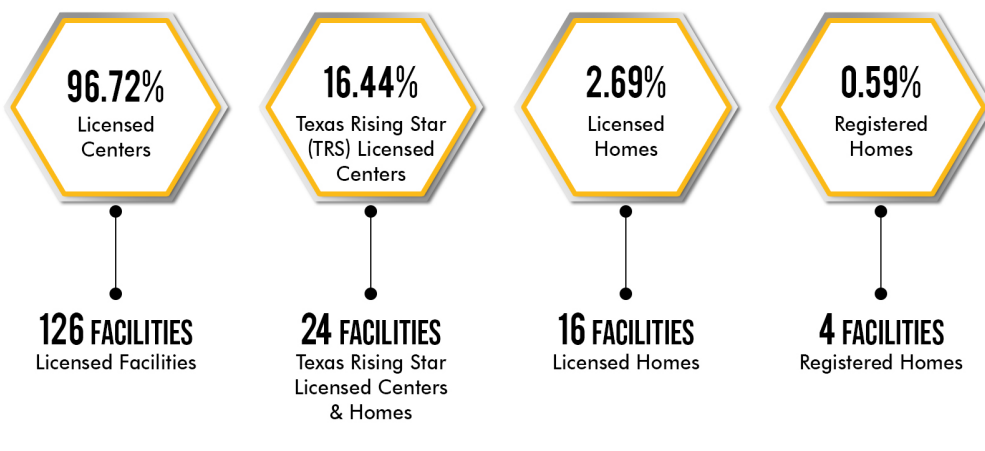 96.72%
Licensed
Centers
16.44%
Texas Rising Star
(TRS) Licensed
Centers
2.69%
Licensed
Homes
0.59%
Registered
Homes
126 FACILITIES
Licensed Facilities
24 FACILITIES
Texas Rising Star
Licensed Centers
& Homes
16 FACILITIES
Licensed Homes
4 FACILITIES
Registered Homes